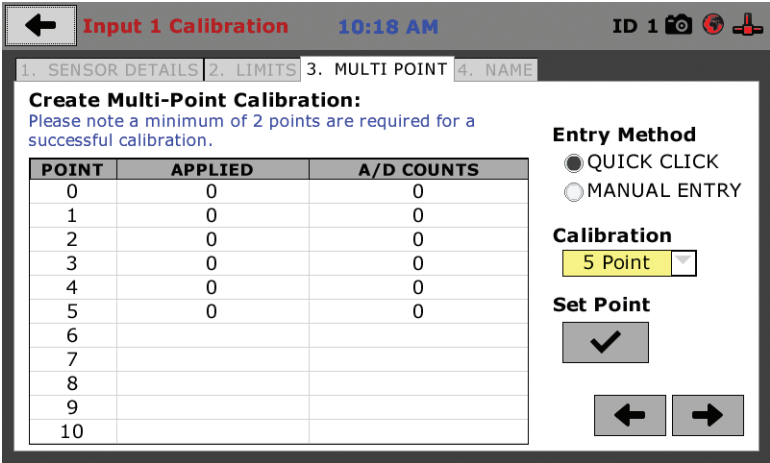 Input 1 Calibration 10:18 AM ID 1
1. SENSOR DETAILS 2. LIMITS 3. MULTI POINT 4. NAME
Create Multi-Point Calibration:
Please note a minimum of 2 points are required for a
successful calibration.
POINT APPLIED A/D COUNTS
0 0 0
1 0 0
2 0 0
3 0 0
4 0 0
5 0 0
6
7
8
9
10
Entry Method
QUICK CLICK
MANUAL ENTRY
Calibration
5 Point
Set Point